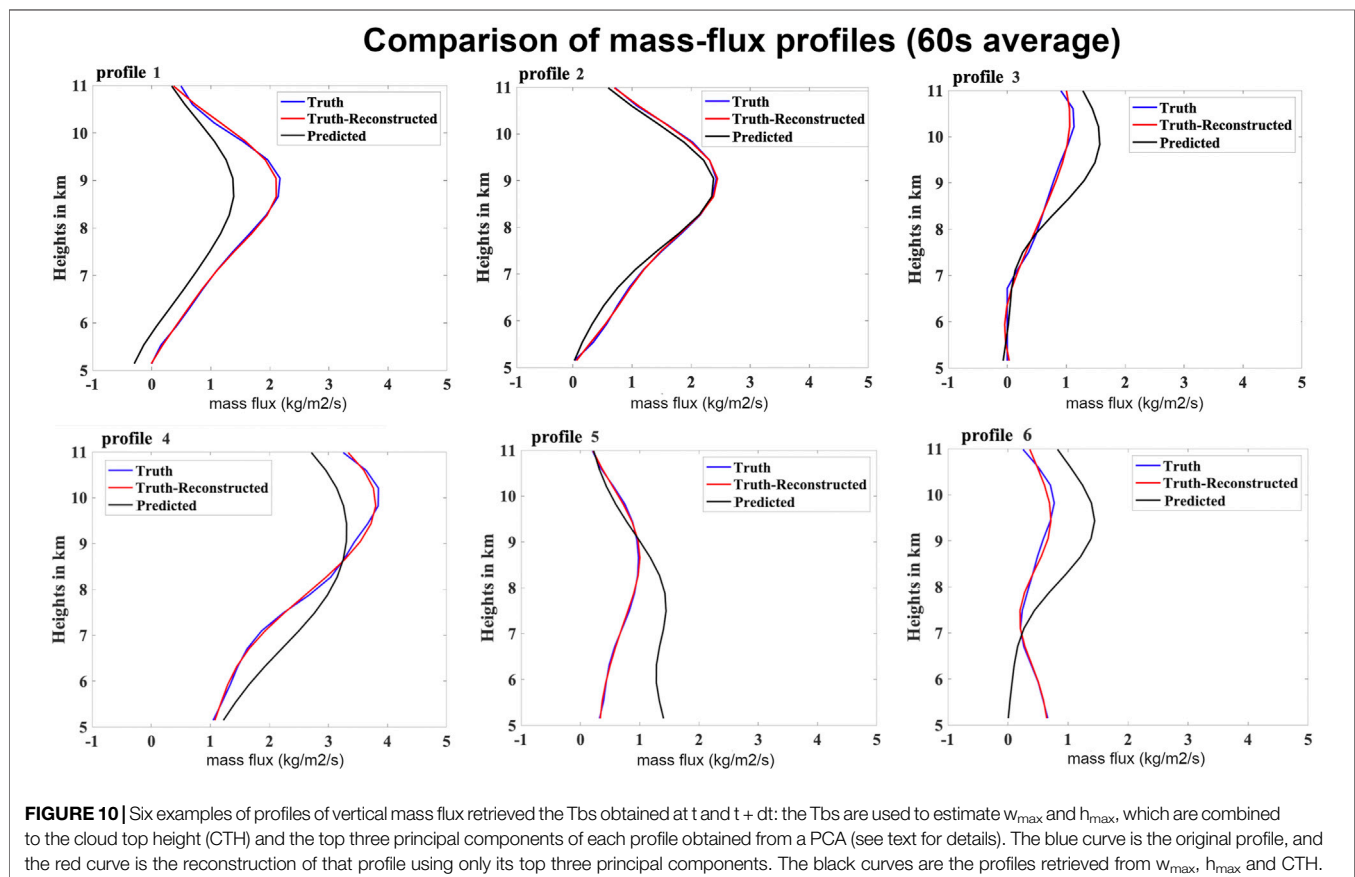 Comparison of mass-flux profiles (60s average)
profile 1
Truth
Truth-Reconstructed
Predicted
Heights in km
11
10
9
8
7
6
5
-1 0 1 2 3 4 5
mass flux (kg/m2/s)
profile 2
Truth
Truth-Reconstructed
Predicted
Heights in km
11
10
9
8
7
6
5
-1 0 1 2 3 4 5
mass flux (kg/m2/s)
profile 3
Truth
Truth-Reconstructed
Predicted
Heights in km
11
10
9
8
7
6
5
-1 0 1 2 3 4 5
mass flux (kg/m2/s)
profile 4
Truth
Truth-Reconstructed
Predicted
Heights in km
11
10
9
8
7
6
5
-1 0 1 2 3 4 5
mass flux (kg/m2/s)
profile 5
Truth
Truth-Reconstructed
Predicted
Heights in km
11
10
9
8
7
6
5
-1 0 1 2 3 4 5
mass flux (kg/m2/s)
profile 6
Truth
Truth-Reconstructed
Predicted
Heights in km
11
10
9
8
7
6
5
-1 0 1 2 3 4 5
mass flux (kg/m2/s)
FIGURE 10 | Six examples of profiles of vertical mass flux retrieved the Tbs obtained at t and t + dt: the Tbs are used to estimate wmax and hmax, which are combined
to the cloud top height (CTH) and the top three principal components of each profile obtained from a PCA (see text for details). The blue curve is the original profile, and
the red curve is the reconstruction of that profile using only its top three principal components. The black curves are the profiles retrieved from wmax, hmax and CTH.